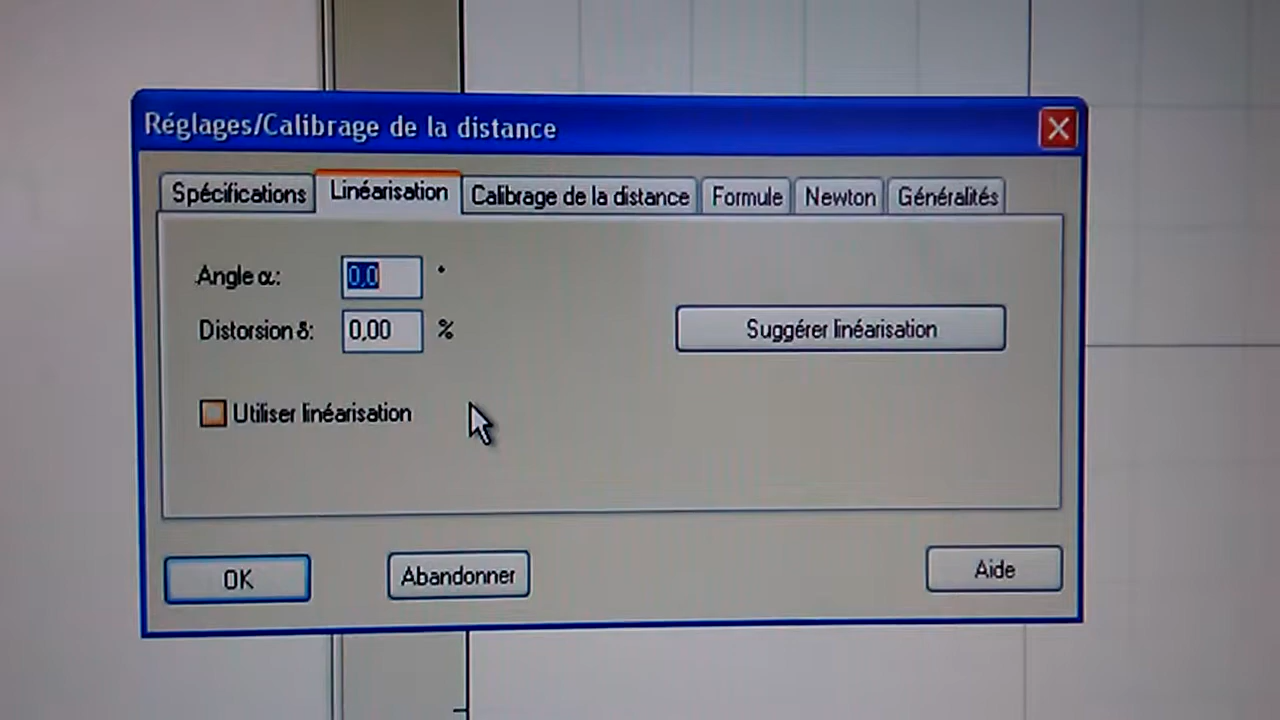 Réglages/Calibrage de la distance
Spécifications Linéarisation Calibrage de la distance Formule Newton Généralités
Angle α: 0,0 °
Distorsion δ: 0,00 %
Suggérer linéarisation
Utiliser linéarisation
OK Abandonner Aide